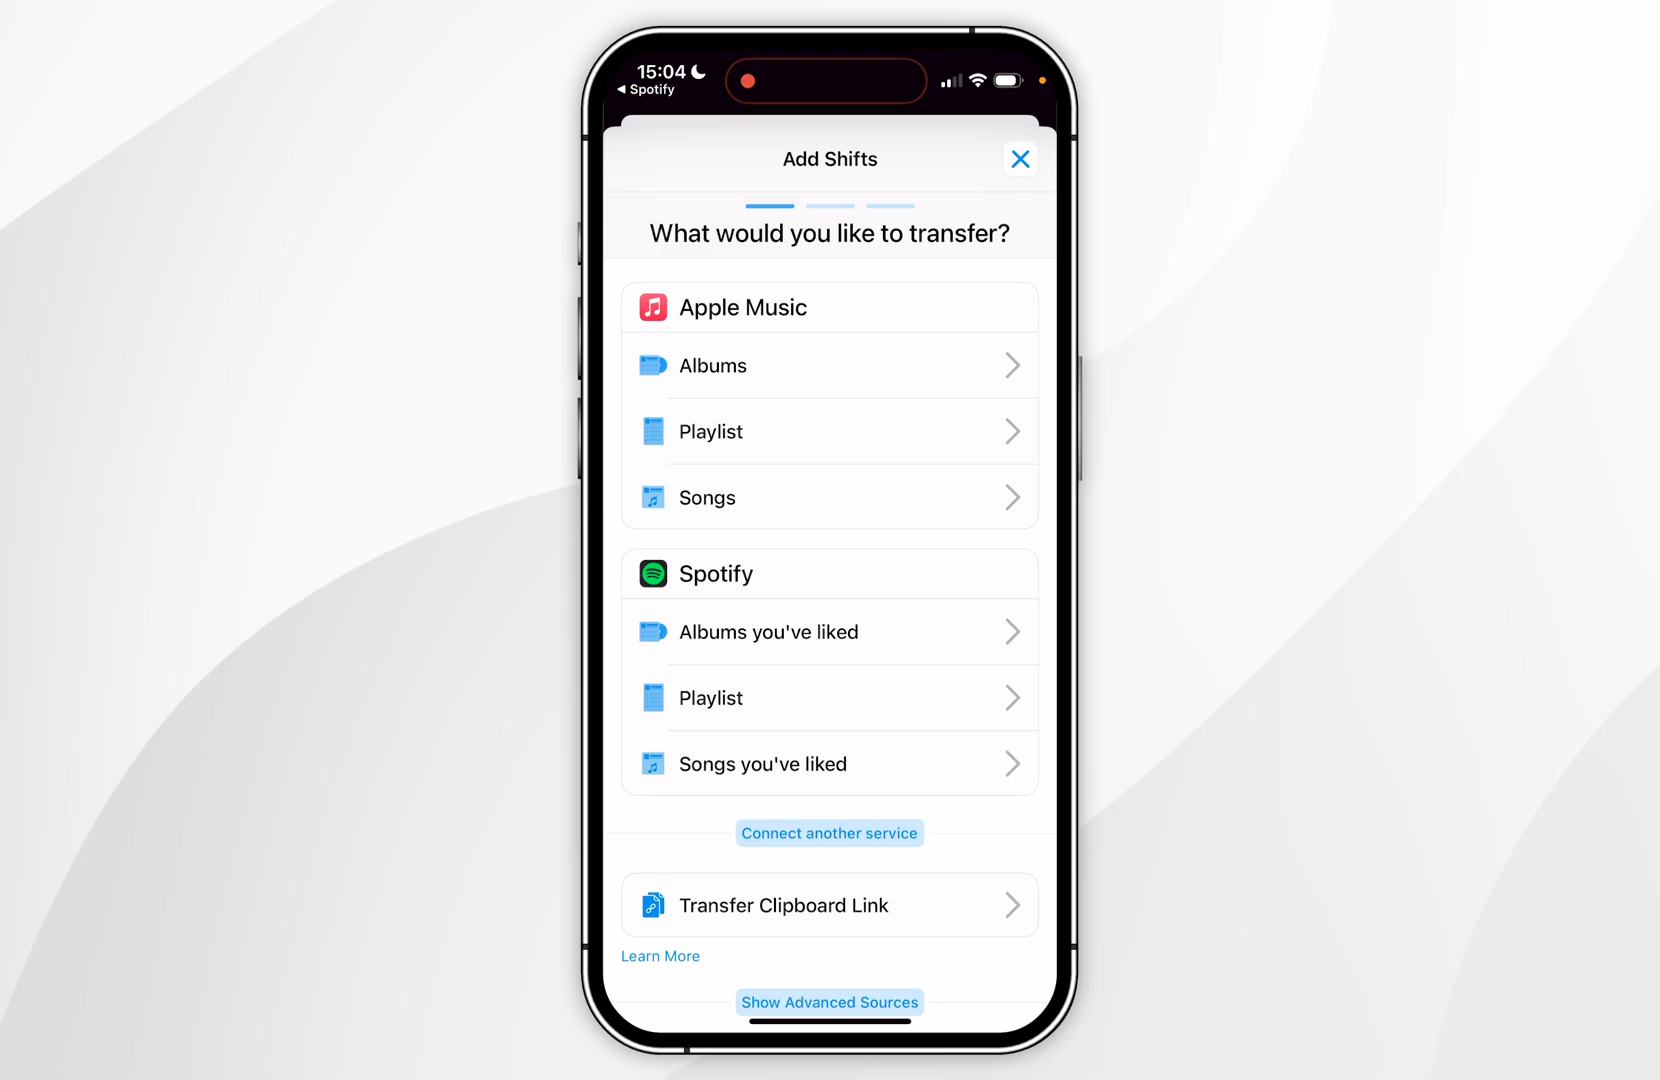 15:04
◀ Spotify
Add Shifts
What would you like to transfer?
Apple Music
Albums
Playlist
Songs
Spotify
Albums you've liked
Playlist
Songs you've liked
Connect another service
Transfer Clipboard Link
Learn More
Show Advanced Sources